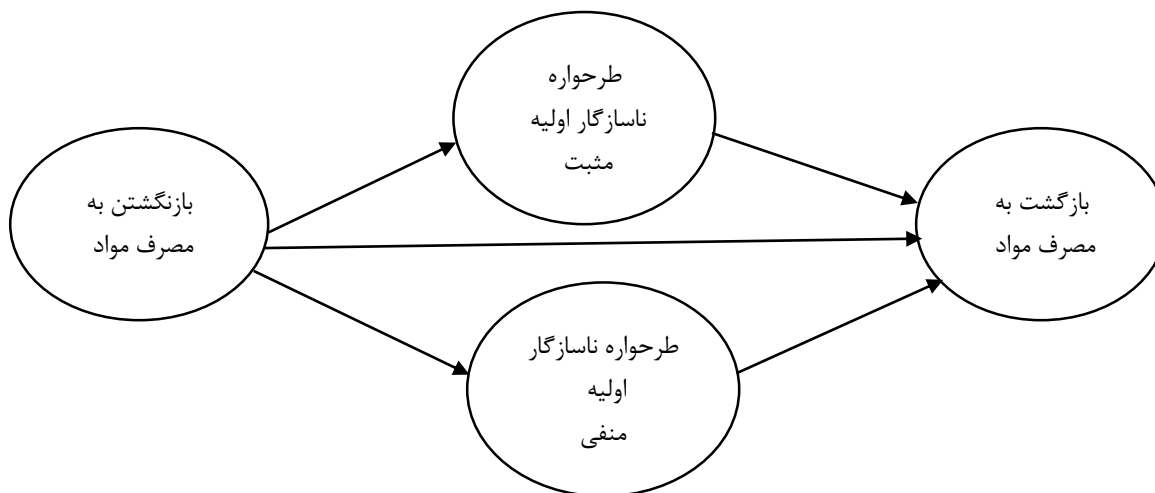 طرحواره
ناسازگار اولیه
مثبت
بازگشت به
مصرف مواد
بازنگشتن به
مصرف مواد
طرحواره ناسازگار
اولیه
منفی